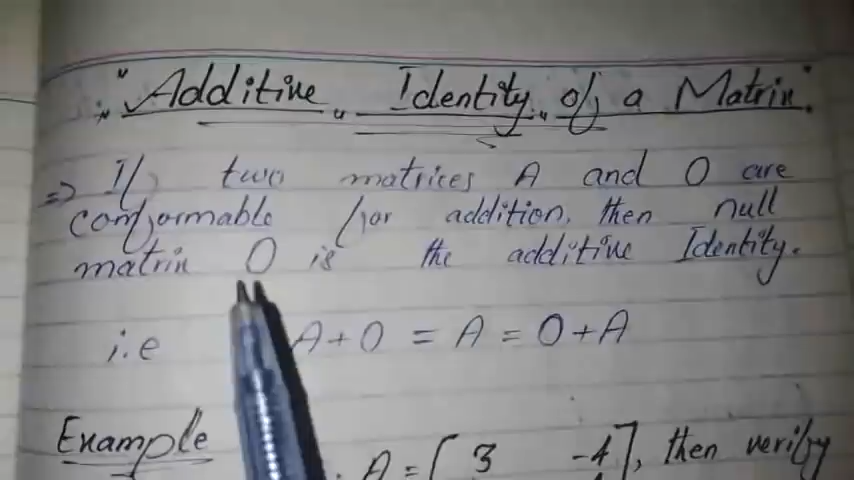 "Additive Identity" of a Matrix"
=> If two matrices A and O are
conformable for addition, then null
matrix O is the additive Identity.
i.e A+O = A = O+A
Example
A = [ 3 -4 ], then verify